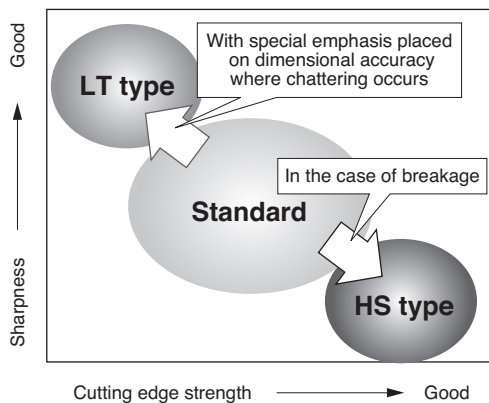 Good
Sharpness
LT type
With special emphasis placed
on dimensional accuracy
where chattering occurs
In the case of breakage
Standard
HS type
Cutting edge strength
Good